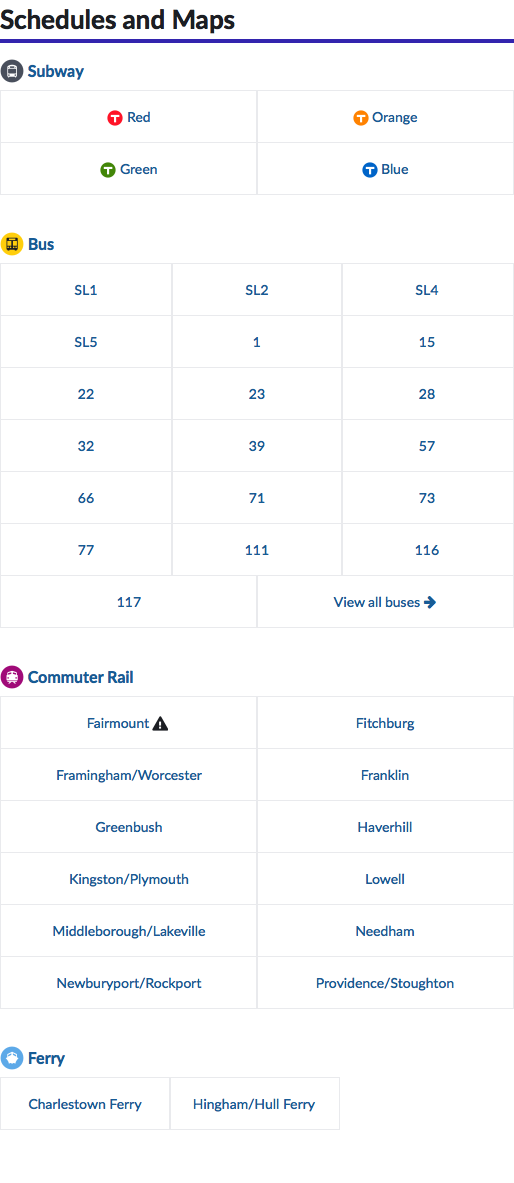 Schedules and Maps
Subway
T Red T Orange
T Green T Blue
Bus
SL1 SL2 SL4
SL5 1 15
22 23 28
32 39 57
66 71 73
77 111 116
117 View all buses
Commuter Rail
Fairmount Fitchburg
Framingham/Worcester Franklin
Greenbush Haverhill
Kingston/Plymouth Lowell
Middleborough/Lakeville Needham
Newburyport/Rockport Providence/Stoughton
Ferry
Charlestown Ferry Hingham/Hull Ferry